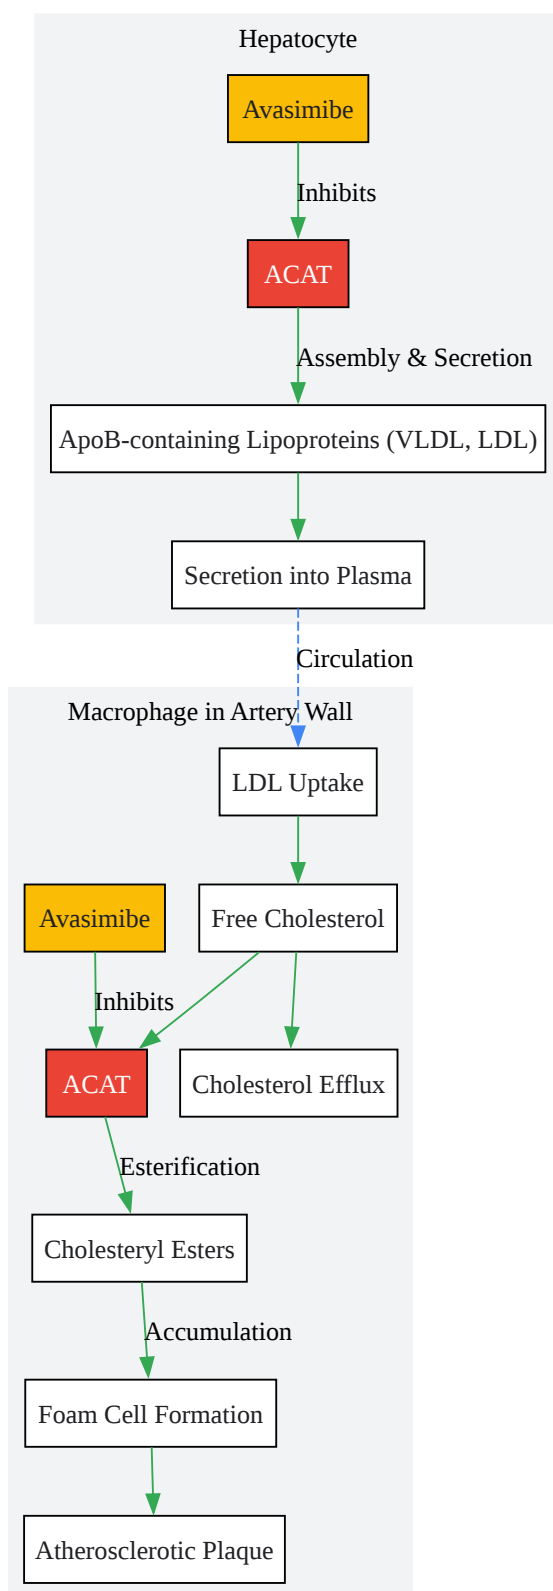 Hepatocyte
Avasimibe
Inhibits
ACAT
Assembly & Secretion
ApoB-containing Lipoproteins (VLDL, LDL)
Secretion into Plasma
Circulation
Macrophage in Artery Wall
LDL Uptake
Avasimibe
Free Cholesterol
Inhibits
ACAT
Cholesterol Efflux
Esterification
Cholesteryl Esters
Accumulation
Foam Cell Formation
Atherosclerotic Plaque